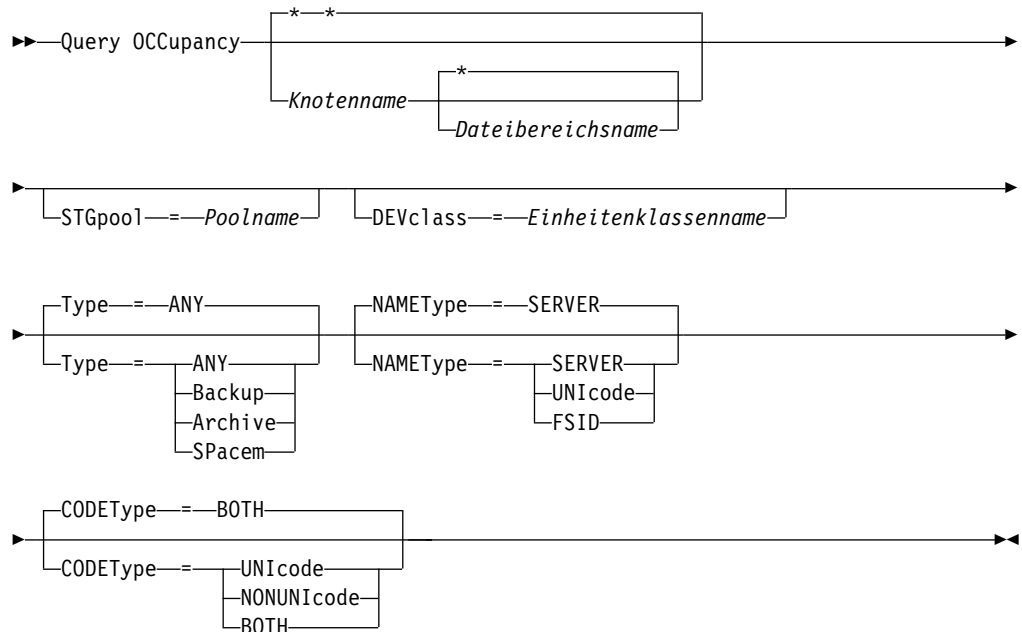 * *
Query OCCupancy
*
Knotenname
Dateibereichsname
STGpool = Poolname DEVclass = Einheitenklassenname
Type = ANY NAMEType = SERVER
Type = ANY NAMEType = SERVER
Backup UNIcode
Archive FSID
SPacem
CODEType = BOTH
CODEType = UNIcode
NONUNIcode
BOTH